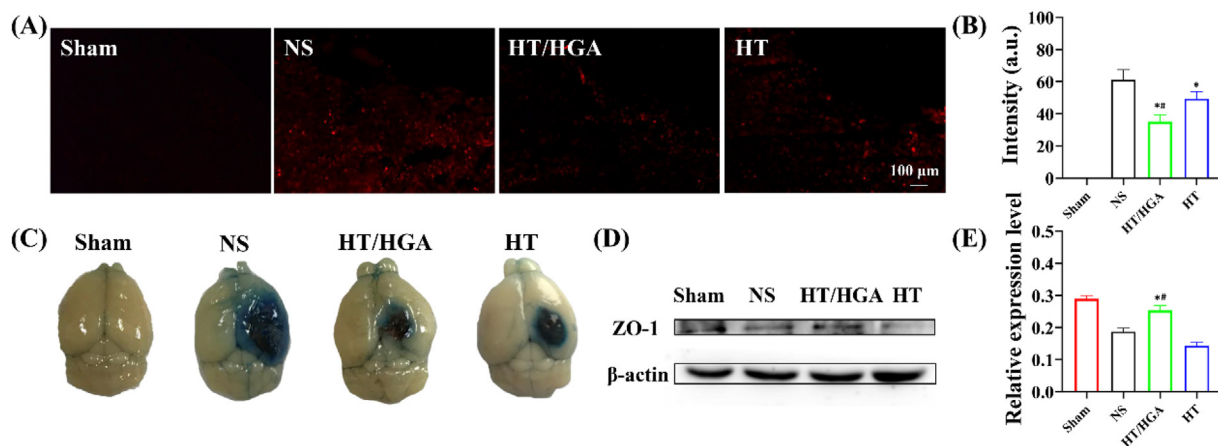 (A)
Sham
NS
HT/HGA
HT
100 μm
(B)
Intensity (a.u.)
100
80
60
40
20
0
*#
*
Sham
NS
HT/HGA
HT
(C)
Sham
NS
HT/HGA
HT
(D)
Sham NS HT/HGA HT
ZO-1
β-actin
(E)
Relative expression level
0.5
0.4
0.3
0.2
0.1
0.0
*#
Sham
NS
HT/HGA
HT